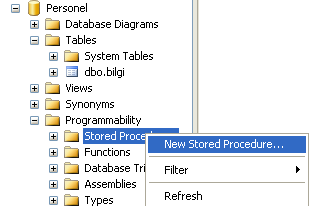 Personel
Database Diagrams
Tables
System Tables
dbo.bilgi
Views
Synonyms
Programmability
Stored Proced
New Stored Procedure...
Functions
Filter
Database Tri
Assemblies
Refresh
Types